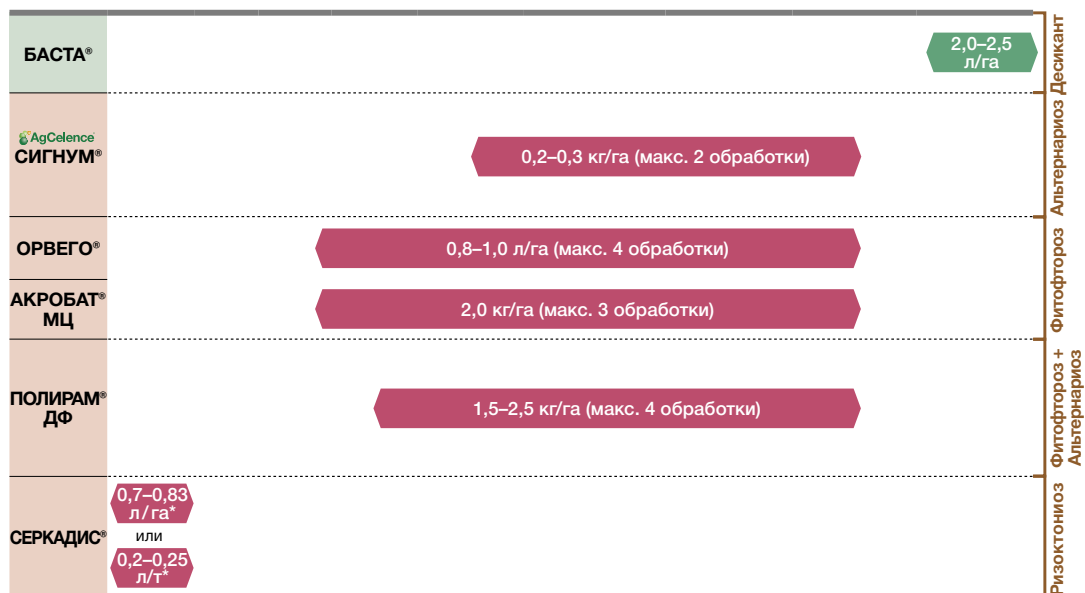 БАСТА®
2,0–2,5
л/га
Десикант
AgCelence
СИГНУМ®
0,2–0,3 кг/га (макс. 2 обработки)
Альтернариоз
ОРВЕГО®
0,8–1,0 л/га (макс. 4 обработки)
АКРОБАТ®
МЦ
2,0 кг/га (макс. 3 обработки)
Фитофтороз
ПОЛИРАМ®
ДФ
1,5–2,5 кг/га (макс. 4 обработки)
Фитофтороз +
Альтернариоз
СЕРКАДИС®
0,7–0,83
л/га*
или
0,2–0,25
л/т*
Ризоктониоз